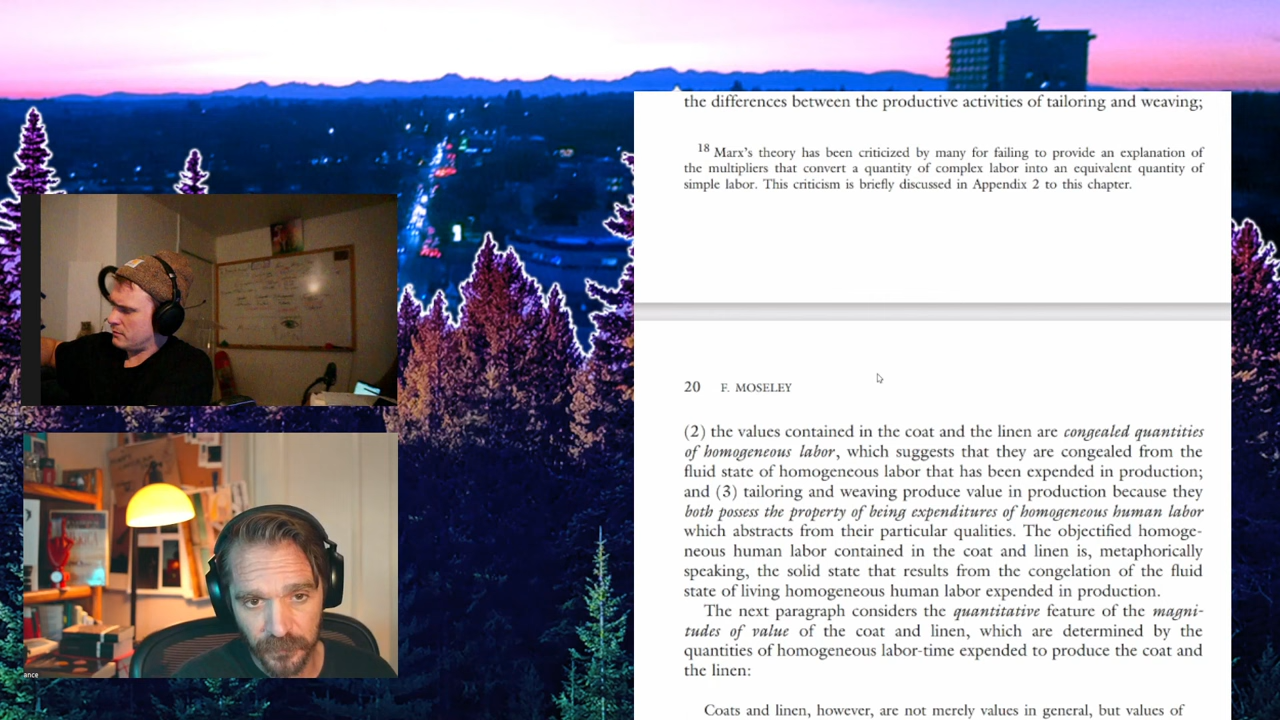 the differences between the productive activities of tailoring and weaving;
18 Marx's theory has been criticized by many for failing to provide an explanation of
the multipliers that convert a quantity of complex labor into an equivalent quantity of
simple labor. This criticism is briefly discussed in Appendix 2 to this chapter.
20 F. MOSELEY
(2) the values contained in the coat and the linen are congealed quantities
of homogeneous labor, which suggests that they are congealed from the
fluid state of homogeneous labor that has been expended in production;
and (3) tailoring and weaving produce value in production because they
both possess the property of being expenditures of homogeneous human labor
which abstracts from their particular qualities. The objectified homoge-
neous human labor contained in the coat and linen is, metaphorically
speaking, the solid state that results from the congelation of the fluid
state of living homogeneous human labor expended in production.
The next paragraph considers the quantitative feature of the magni-
tudes of value of the coat and linen, which are determined by the
quantities of homogeneous labor-time expended to produce the coat and
the linen:
Coats and linen, however, are not merely values in general, but values of
ance